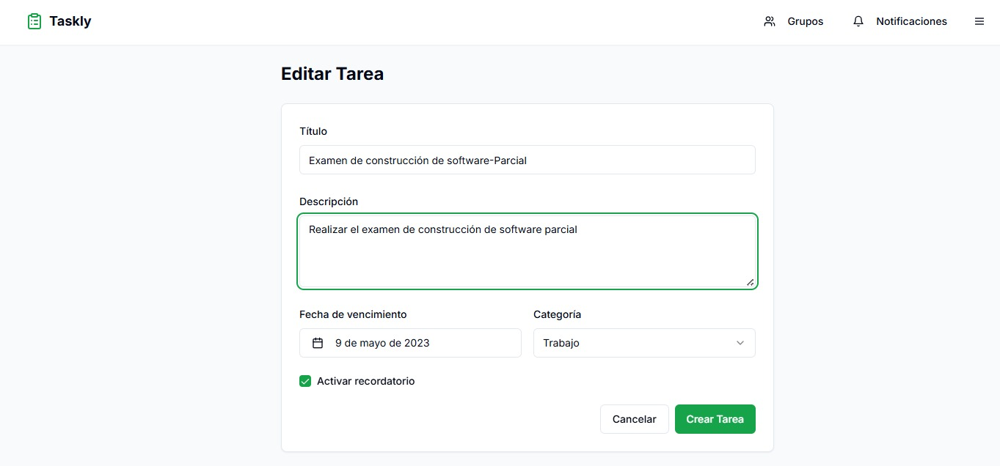 Taskly
Grupos
Notificaciones
Editar Tarea
Título
Examen de construcción de software-Parcial
Descripción
Realizar el examen de construcción de software parcial
Fecha de vencimiento
Categoría
9 de mayo de 2023
Trabajo
Activar recordatorio
Cancelar
Crear Tarea